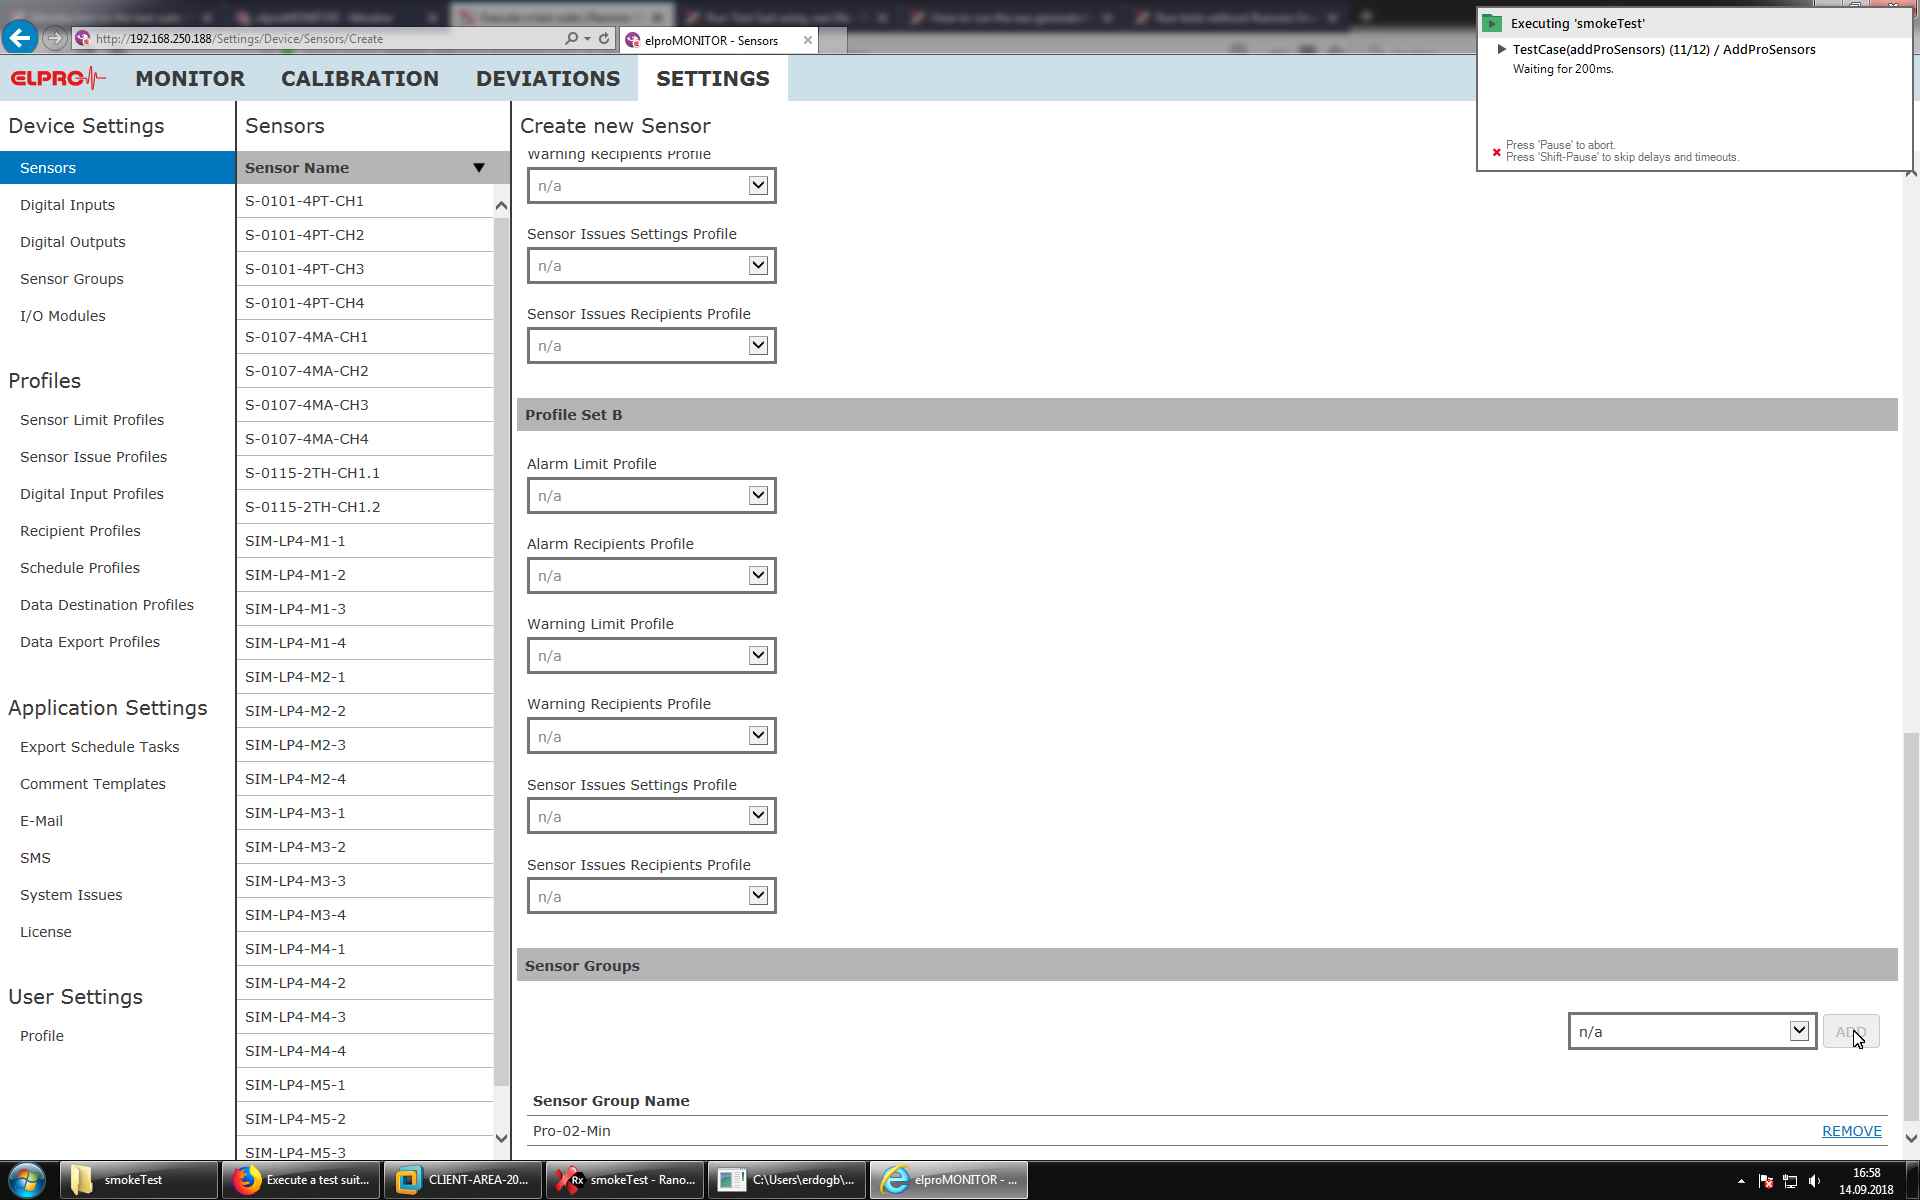 http://192.168.250.188/Settings/Device/Sensors/Create
elproMONITOR - Sensors
Executing 'smokeTest'
TestCase(addProSensors) (11/12) / AddProSensors
Waiting for 200ms.
Press 'Pause' to abort.
Press 'Shift-Pause' to skip delays and timeouts.
ELPRO
MONITOR
CALIBRATION
DEVIATIONS
SETTINGS
Device Settings
Sensors
Digital Inputs
Digital Outputs
Sensor Groups
I/O Modules
Profiles
Sensor Limit Profiles
Sensor Issue Profiles
Digital Input Profiles
Recipient Profiles
Schedule Profiles
Data Destination Profiles
Data Export Profiles
Application Settings
Export Schedule Tasks
Comment Templates
E-Mail
SMS
System Issues
License
User Settings
Profile
Sensors
Sensor Name
S-0101-4PT-CH1
S-0101-4PT-CH2
S-0101-4PT-CH3
S-0101-4PT-CH4
S-0107-4MA-CH1
S-0107-4MA-CH2
S-0107-4MA-CH3
S-0107-4MA-CH4
S-0115-2TH-CH1.1
S-0115-2TH-CH1.2
SIM-LP4-M1-1
SIM-LP4-M1-2
SIM-LP4-M1-3
SIM-LP4-M1-4
SIM-LP4-M2-1
SIM-LP4-M2-2
SIM-LP4-M2-3
SIM-LP4-M2-4
SIM-LP4-M3-1
SIM-LP4-M3-2
SIM-LP4-M3-3
SIM-LP4-M3-4
SIM-LP4-M4-1
SIM-LP4-M4-2
SIM-LP4-M4-3
SIM-LP4-M4-4
SIM-LP4-M5-1
SIM-LP4-M5-2
SIM-LP4-M5-3
Create new Sensor
Warning Recipients Profile
n/a
Sensor Issues Settings Profile
n/a
Sensor Issues Recipients Profile
n/a
Profile Set B
Alarm Limit Profile
n/a
Alarm Recipients Profile
n/a
Warning Limit Profile
n/a
Warning Recipients Profile
n/a
Sensor Issues Settings Profile
n/a
Sensor Issues Recipients Profile
n/a
Sensor Groups
n/a
ADD
Sensor Group Name
Pro-02-Min
REMOVE
smokeTest
Execute a test suit...
CLIENT-AREA-20...
Rx
smokeTest - Rano...
C:\Users\erdogb\...
elproMONITOR - ...
16:58
14.09.2018